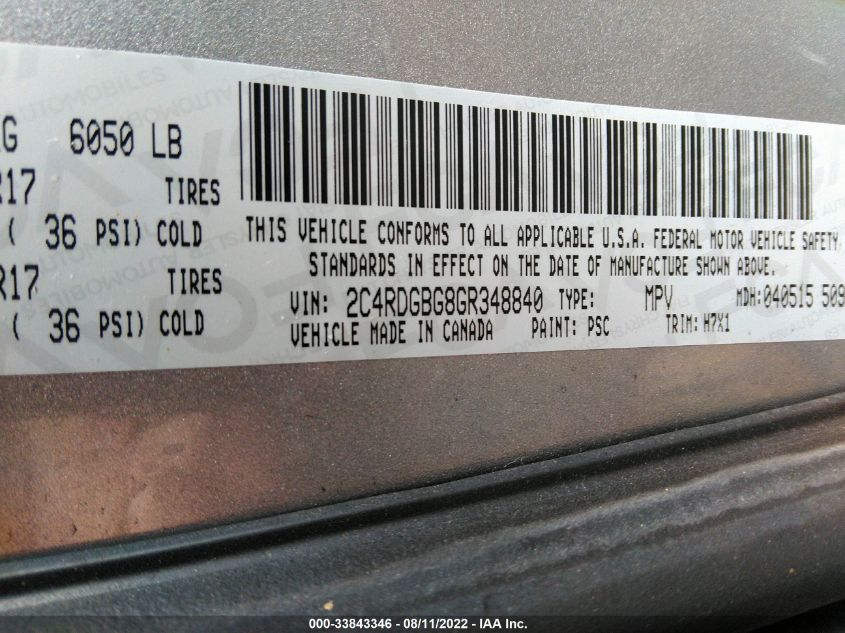 G 6050 LB
R17 TIRES
( 36 PSI) COLD
R17 TIRES
( 36 PSI) COLD
THIS VEHICLE CONFORMS TO ALL APPLICABLE U.S.A. FEDERAL MOTOR VEHICLE SAFETY
STANDARDS IN EFFECT ON THE DATE OF MANUFACTURE SHOWN ABOVE.
VIN: 2C4RDGBG8GR348840 TYPE: MPV MDH:040515 509
VEHICLE MADE IN CANADA PAINT: PSC TRIM: H7X1
000-33843346 - 08/11/2022 - IAA Inc.